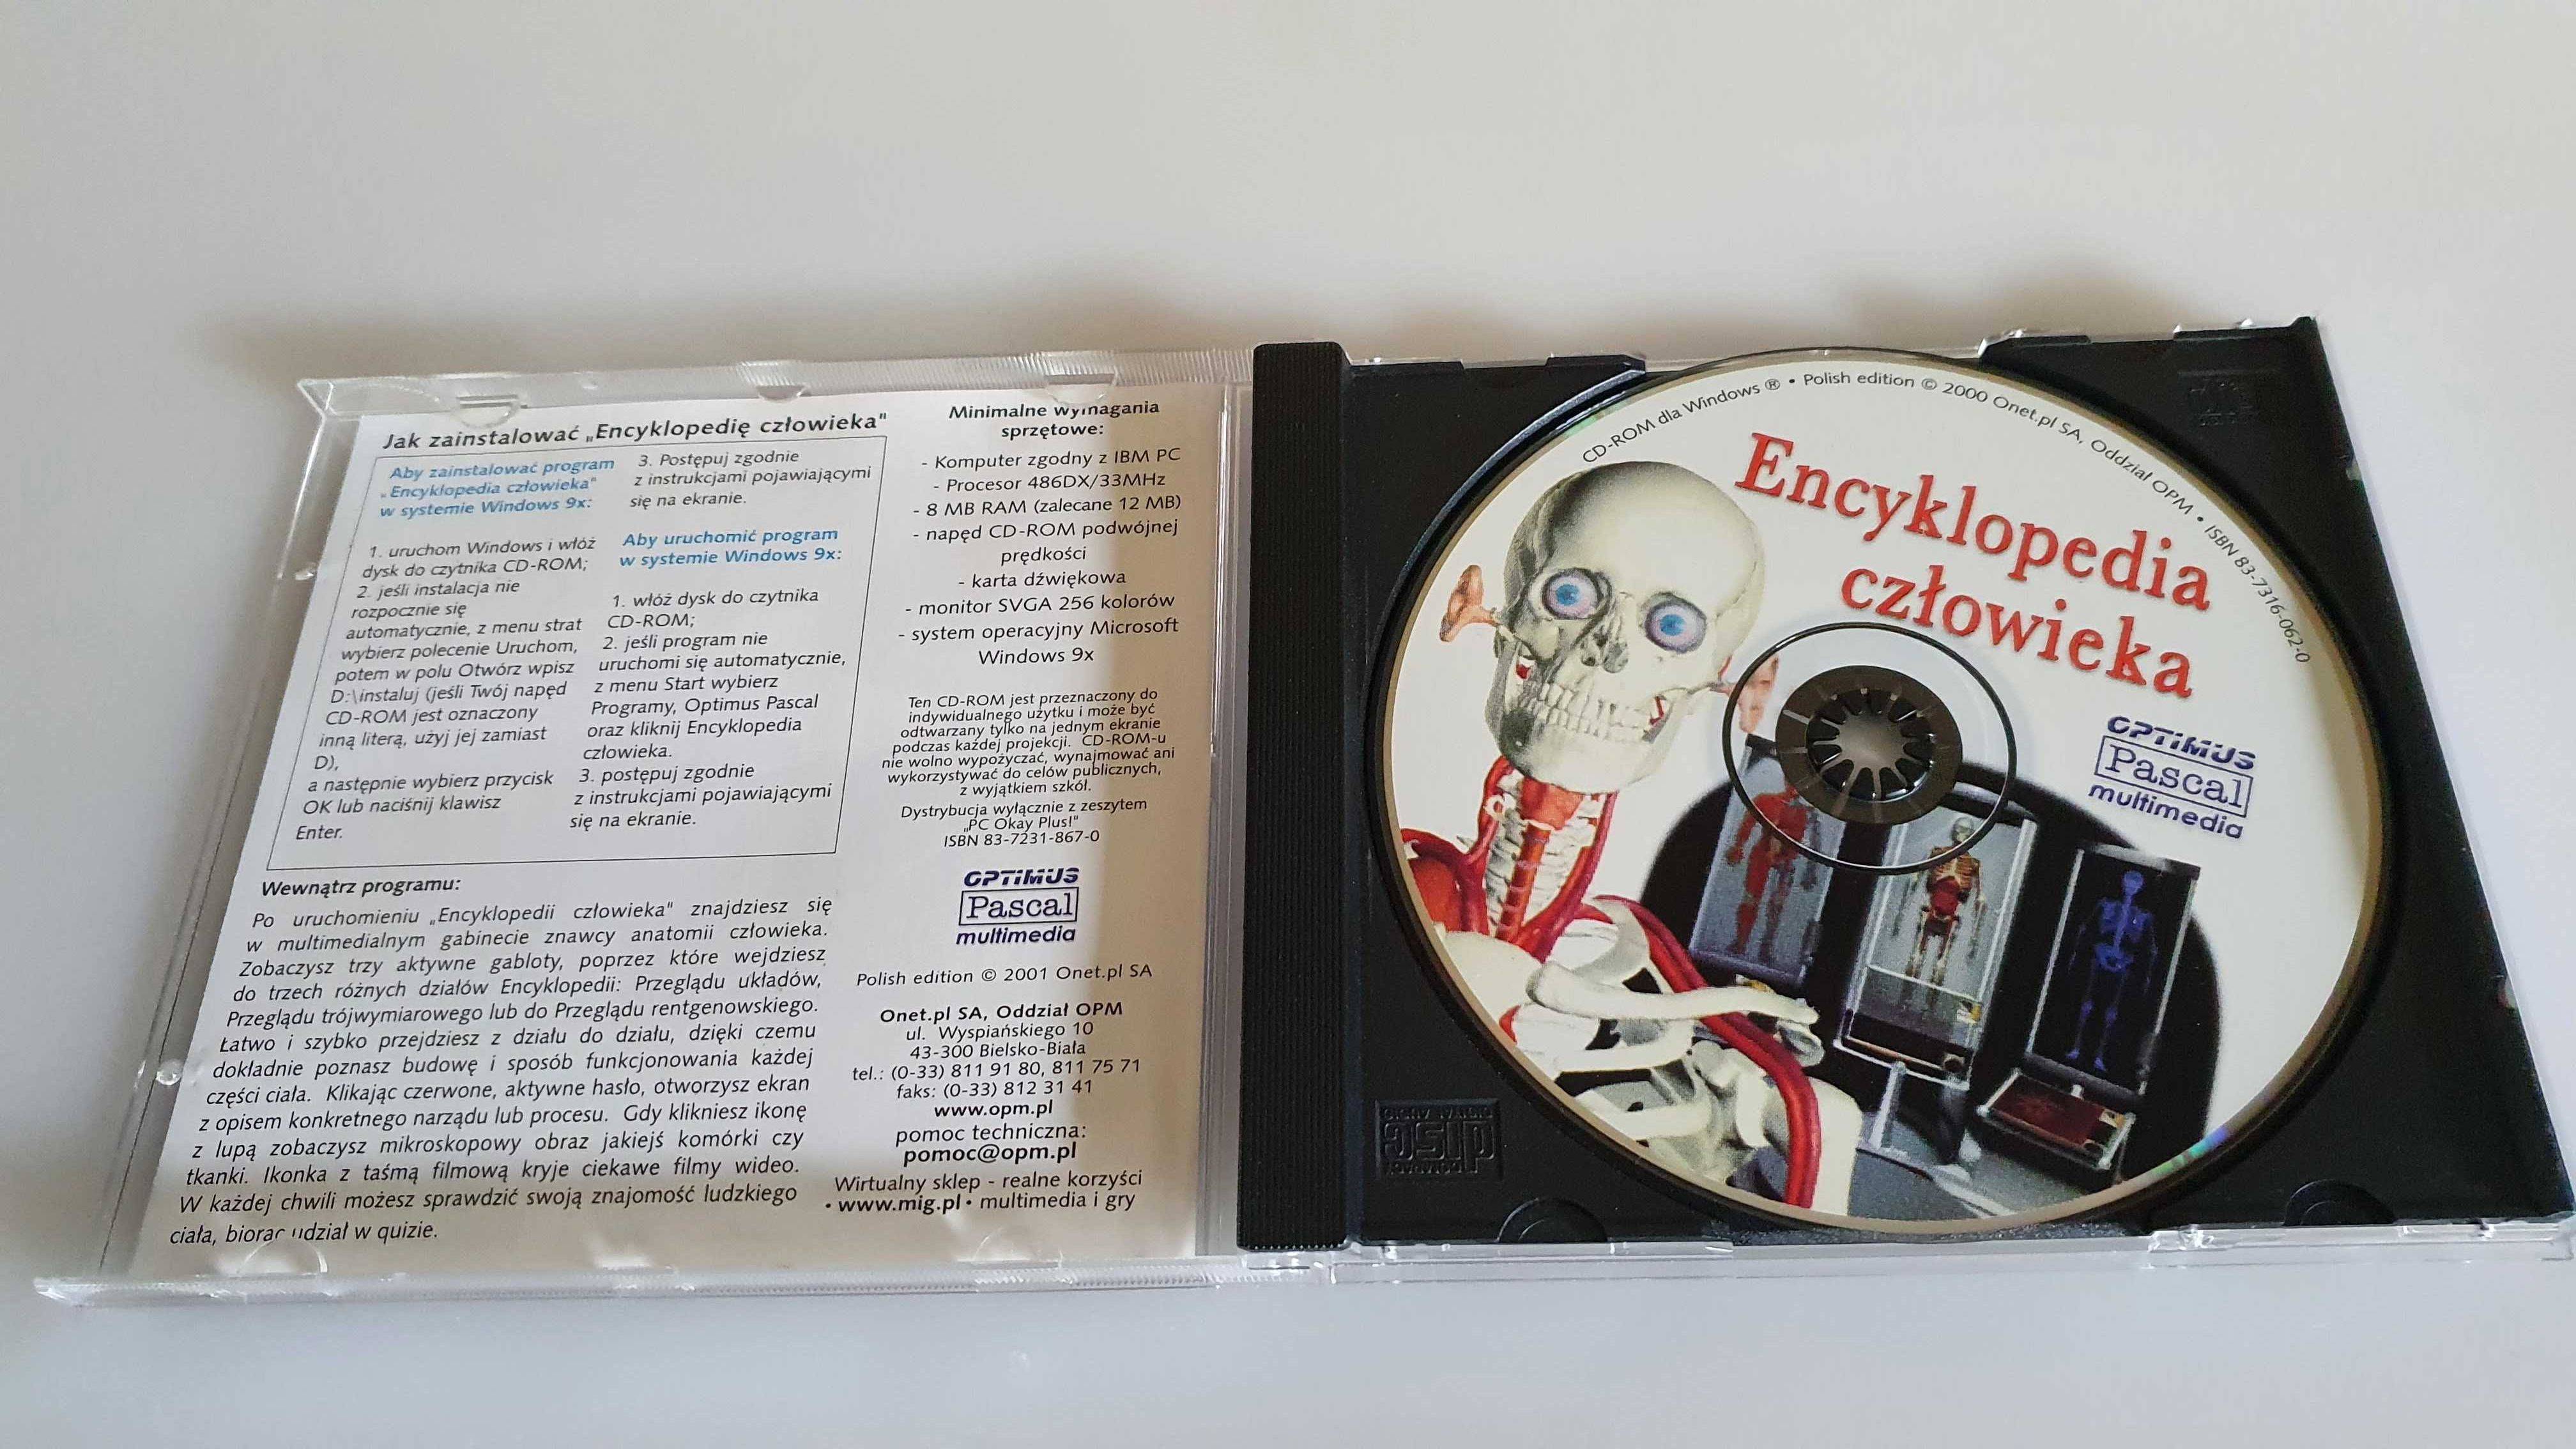 Jak zainstalować „Encyklopedię człowieka"
Aby zainstalować program
„Encyklopedia człowieka"
w systemie Windows 9x:
1. uruchom Windows i włóż
dysk do czytnika CD-ROM;
2. jeśli instalacja nie
rozpocznie się
automatycznie, z menu strat
wybierz polecenie Uruchom,
potem w polu Otwórz wpisz
D:\instaluj (jeśli Twój napęd
CD-ROM jest oznaczony
inną literą, użyj jej zamiast
D),
a następnie wybierz przycisk
OK lub naciśnij klawisz
Enter.
3. Postępuj zgodnie
z instrukcjami pojawiającymi
się na ekranie.
Aby uruchomić program
w systemie Windows 9x:
1. włóż dysk do czytnika
CD-ROM;
2. jeśli program nie
uruchomi się automatycznie,
z menu Start wybierz
Programy, Optimus Pascal
oraz kliknij Encyklopedia
człowieka.
3. postępuj zgodnie
z instrukcjami pojawiającymi
się na ekranie.
Wewnątrz programu:
Po uruchomieniu „Encyklopedii człowieka" znajdziesz się
w multimedialnym gabinecie znawcy anatomii człowieka.
Zobaczysz trzy aktywne gabloty, poprzez które wejdziesz
do trzech różnych działów Encyklopedii: Przeglądu układów,
Przeglądu trójwymiarowego lub do Przeglądu rentgenowskiego.
Łatwo i szybko przejdziesz z działu do działu, dzięki czemu
dokładnie poznasz budowę i sposób funkcjonowania każdej
części ciała. Klikając czerwone, aktywne hasło, otworzysz ekran
z opisem konkretnego narządu lub procesu. Gdy klikniesz ikonę
z lupą zobaczysz mikroskopowy obraz jakiejś komórki czy
tkanki. Ikonka z taśmą filmową kryje ciekawe filmy wideo.
W każdej chwili możesz sprawdzić swoją znajomość ludzkiego
ciała, biorąc udział w quizie.
Minimalne wymagania
sprzętowe:
- Komputer zgodny z IBM PC
- Procesor 486DX/33MHz
- 8 MB RAM (zalecane 12 MB)
- napęd CD-ROM podwójnej
prędkości
- karta dźwiękowa
- monitor SVGA 256 kolorów
- system operacyjny Microsoft
Windows 9x
Ten CD-ROM jest przeznaczony do
indywidualnego użytku i może być
odtwarzany tylko na jednym ekranie
podczas każdej projekcji. CD-ROM-u
nie wolno wypożyczać, wynajmować ani
wykorzystywać do celów publicznych,
z wyjątkiem szkół.
Dystrybucja wyłącznie z zeszytem
„PC Okay Plus!"
ISBN 83-7231-867-0
OPTIMUS
Pascal
multimedia
Polish edition © 2001 Onet.pl SA
Onet.pl SA, Oddział OPM
ul. Wyspiańskiego 10
43-300 Bielsko-Biała
tel.: (0-33) 811 91 80, 811 75 71
faks: (0-33) 812 31 41
www.opm.pl
pomoc techniczna:
pomoc@opm.pl
Wirtualny sklep - realne korzyści
• www.mig.pl • multimedia i gry
CD-ROM dla Windows ® • Polish edition © 2000 Onet.pl SA, Oddział OPM • ISBN 83-7316-062-0
Encyklopedia
człowieka
OPTIMUS
Pascal
multimedia
disc